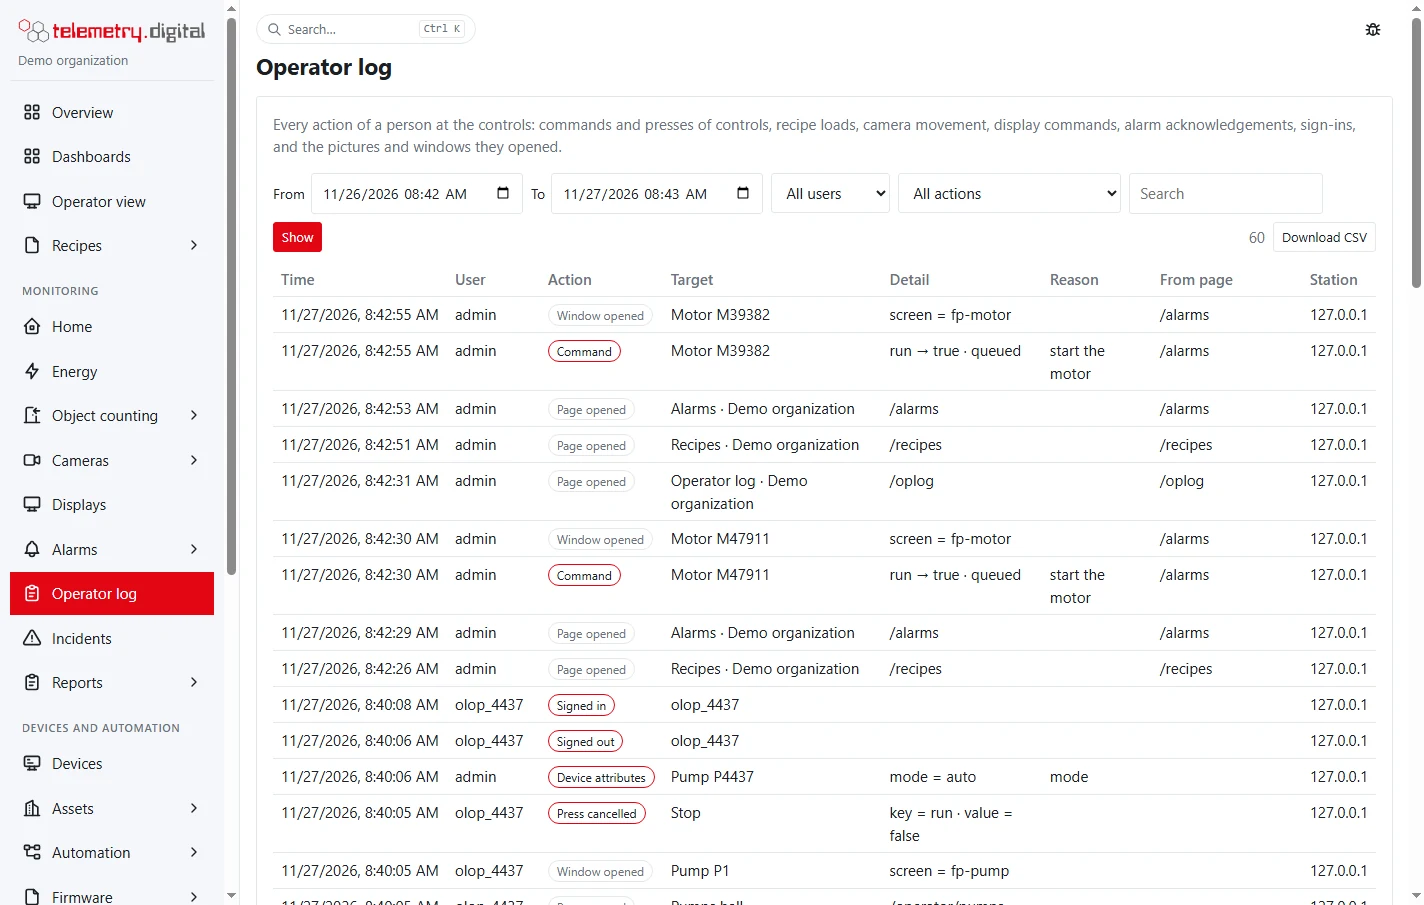 telemetry.digital
Demo organization
Overview
Dashboards
Operator view
Recipes
MONITORING
Home
Energy
Object counting
Cameras
Displays
Alarms
Operator log
Incidents
Reports
DEVICES AND AUTOMATION
Devices
Assets
Automation
Firmware
Search... Ctrl K
Operator log
Every action of a person at the controls: commands and presses of controls, recipe loads, camera movement, display commands, alarm acknowledgements, sign-ins,
and the pictures and windows they opened.
From 11/26/2026 08:42 AM To 11/27/2026 08:43 AM All users All actions Search
Show 60 Download CSV
Time User Action Target Detail Reason From page Station
11/27/2026, 8:42:55 AM admin Window opened Motor M39382 screen = fp-motor /alarms 127.0.0.1
11/27/2026, 8:42:55 AM admin Command Motor M39382 run → true · queued start the /alarms 127.0.0.1
motor
11/27/2026, 8:42:53 AM admin Page opened Alarms · Demo organization /alarms /alarms 127.0.0.1
11/27/2026, 8:42:51 AM admin Page opened Recipes · Demo organization /recipes /recipes 127.0.0.1
11/27/2026, 8:42:31 AM admin Page opened Operator log · Demo /oplog /oplog 127.0.0.1
organization
11/27/2026, 8:42:30 AM admin Window opened Motor M47911 screen = fp-motor /alarms 127.0.0.1
11/27/2026, 8:42:30 AM admin Command Motor M47911 run → true · queued start the /alarms 127.0.0.1
motor
11/27/2026, 8:42:29 AM admin Page opened Alarms · Demo organization /alarms /alarms 127.0.0.1
11/27/2026, 8:42:26 AM admin Page opened Recipes · Demo organization /recipes /recipes 127.0.0.1
11/27/2026, 8:40:08 AM olop_4437 Signed in olop_4437 127.0.0.1
11/27/2026, 8:40:06 AM olop_4437 Signed out olop_4437 127.0.0.1
11/27/2026, 8:40:06 AM admin Device attributes Pump P4437 mode = auto mode 127.0.0.1
11/27/2026, 8:40:05 AM olop_4437 Press cancelled Stop key = run · value = 127.0.0.1
false
11/27/2026, 8:40:05 AM olop_4437 Window opened Pump P1 screen = fp-pump 127.0.0.1